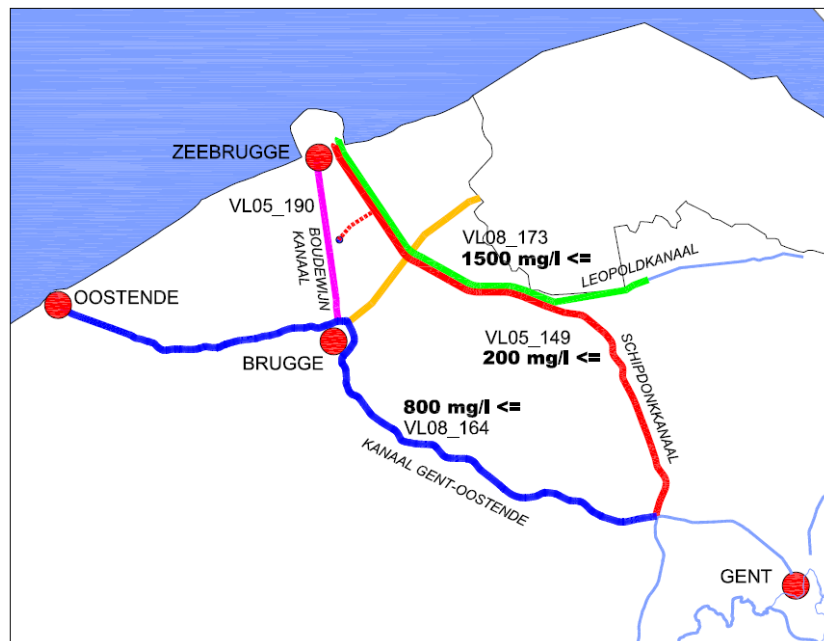 ZEEBRUGGE
VL05_190
BOUDEWIJN
KANAAL
VL08_173
1500 mg/l <=
LEOPOLDKANAAL
OOSTENDE
BRUGGE
VL05_149
200 mg/l <=
SCHIPDONKKANAAL
800 mg/l <=
VL08_164
KANAAL GENT-OOSTENDE
GENT